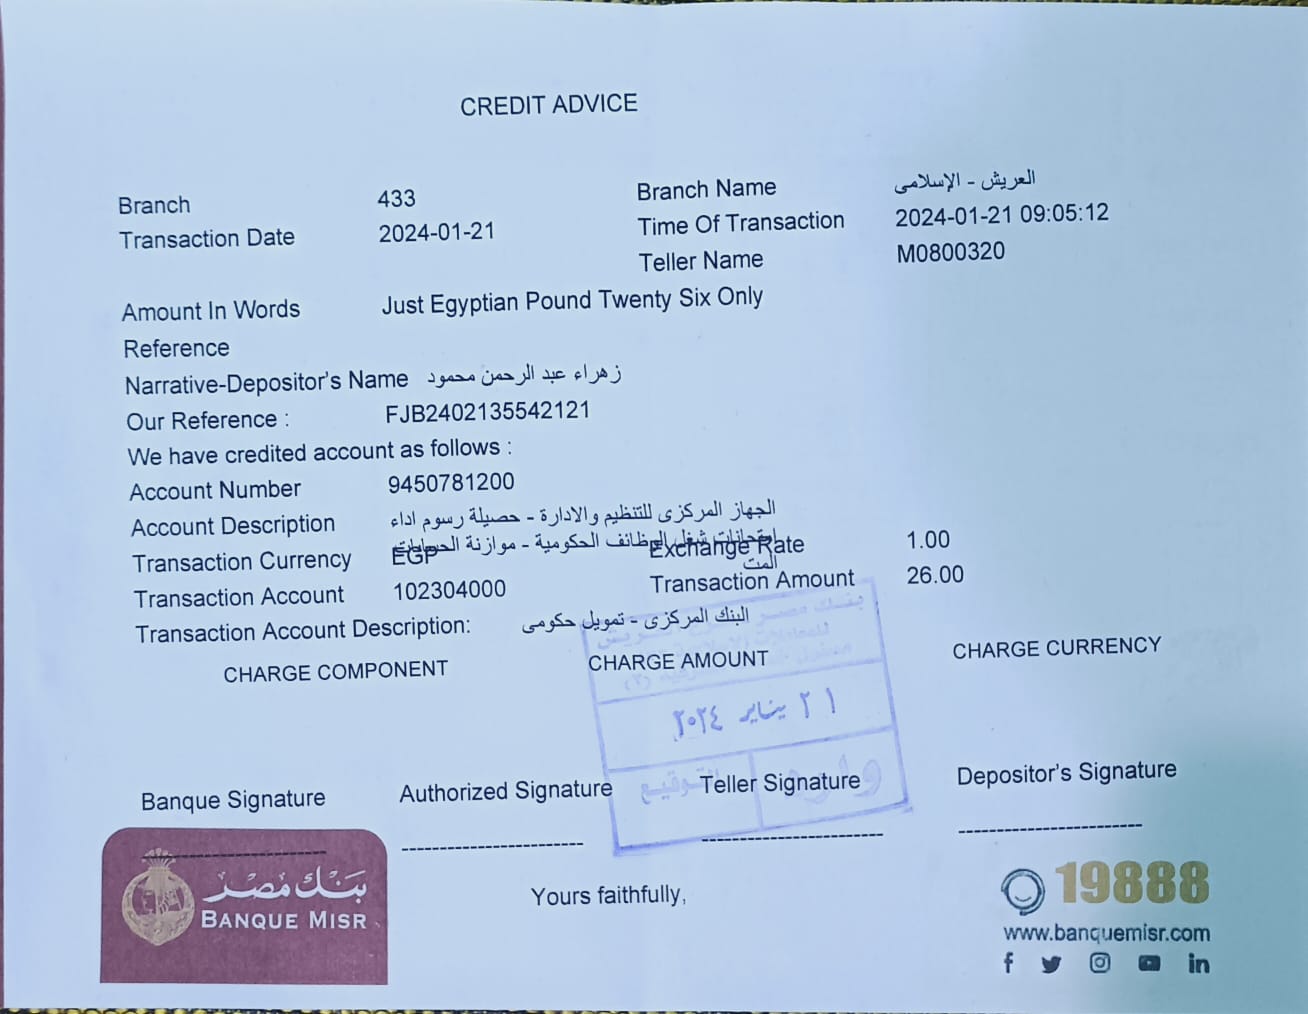 CREDIT ADVICE
Branch 433 Branch Name العريش - الإسلامى
Transaction Date 2024-01-21 Time Of Transaction 2024-01-21 09:05:12
Teller Name M0800320
Amount In Words Just Egyptian Pound Twenty Six Only
Reference
Narrative-Depositor's Name زهراء عبد الرحمن محمود
Our Reference : FJB2402135542121
We have credited account as follows :
Account Number 9450781200
Account Description الجهاز المركزى للتنظيم والادارة - حصيلة رسوم اداء
امتحانات شغل الوظائف الحكومية - موازنة الحسابات
المت
Transaction Currency EGP Exchange Rate 1.00
Transaction Account 102304000 Transaction Amount 26.00
Transaction Account Description: البنك المركزى - تمويل حكومى
CHARGE COMPONENT CHARGE AMOUNT CHARGE CURRENCY
بنك مصر
٢١ يناير ٢٠٢٤
التوقيع وارد
Banque Signature Authorized Signature Teller Signature Depositor's Signature
Yours faithfully,
بنك مصر
BANQUE MISR
19888
www.banquemisr.com